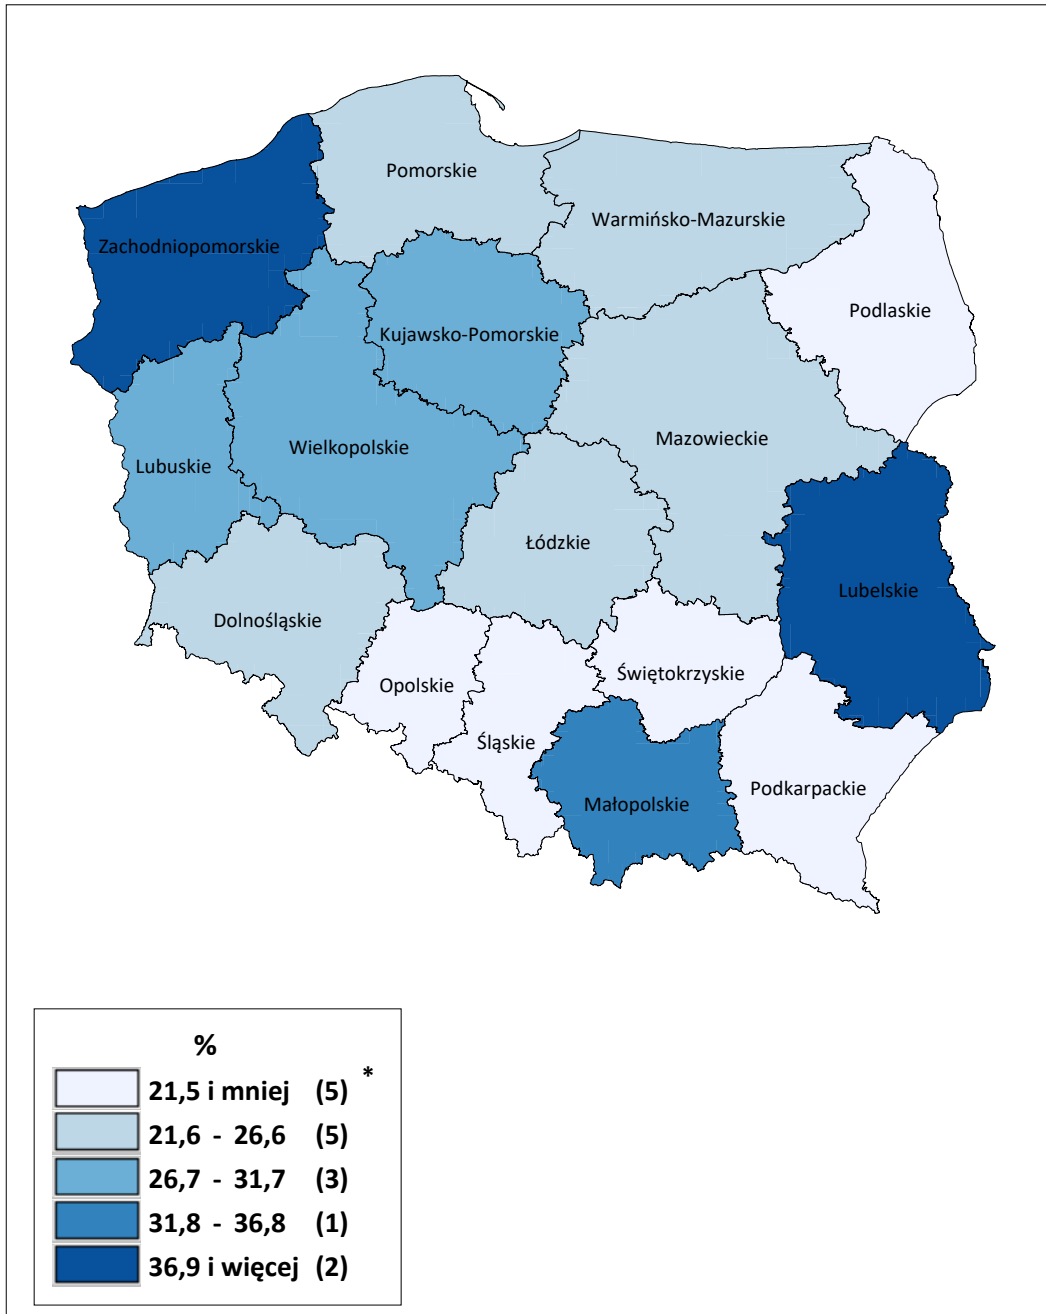 Pomorskie
Warmińsko-Mazurskie
Zachodniopomorskie
Podlaskie
Kujawsko-Pomorskie
Mazowieckie
Wielkopolskie
Lubuskie
Łódzkie
Lubelskie
Dolnośląskie
Świętokrzyskie
Opolskie
Śląskie
Podkarpackie
Małopolskie
%
21,5 i mniej (5) *
21,6 - 26,6 (5)
26,7 - 31,7 (3)
31,8 - 36,8 (1)
36,9 i więcej (2)